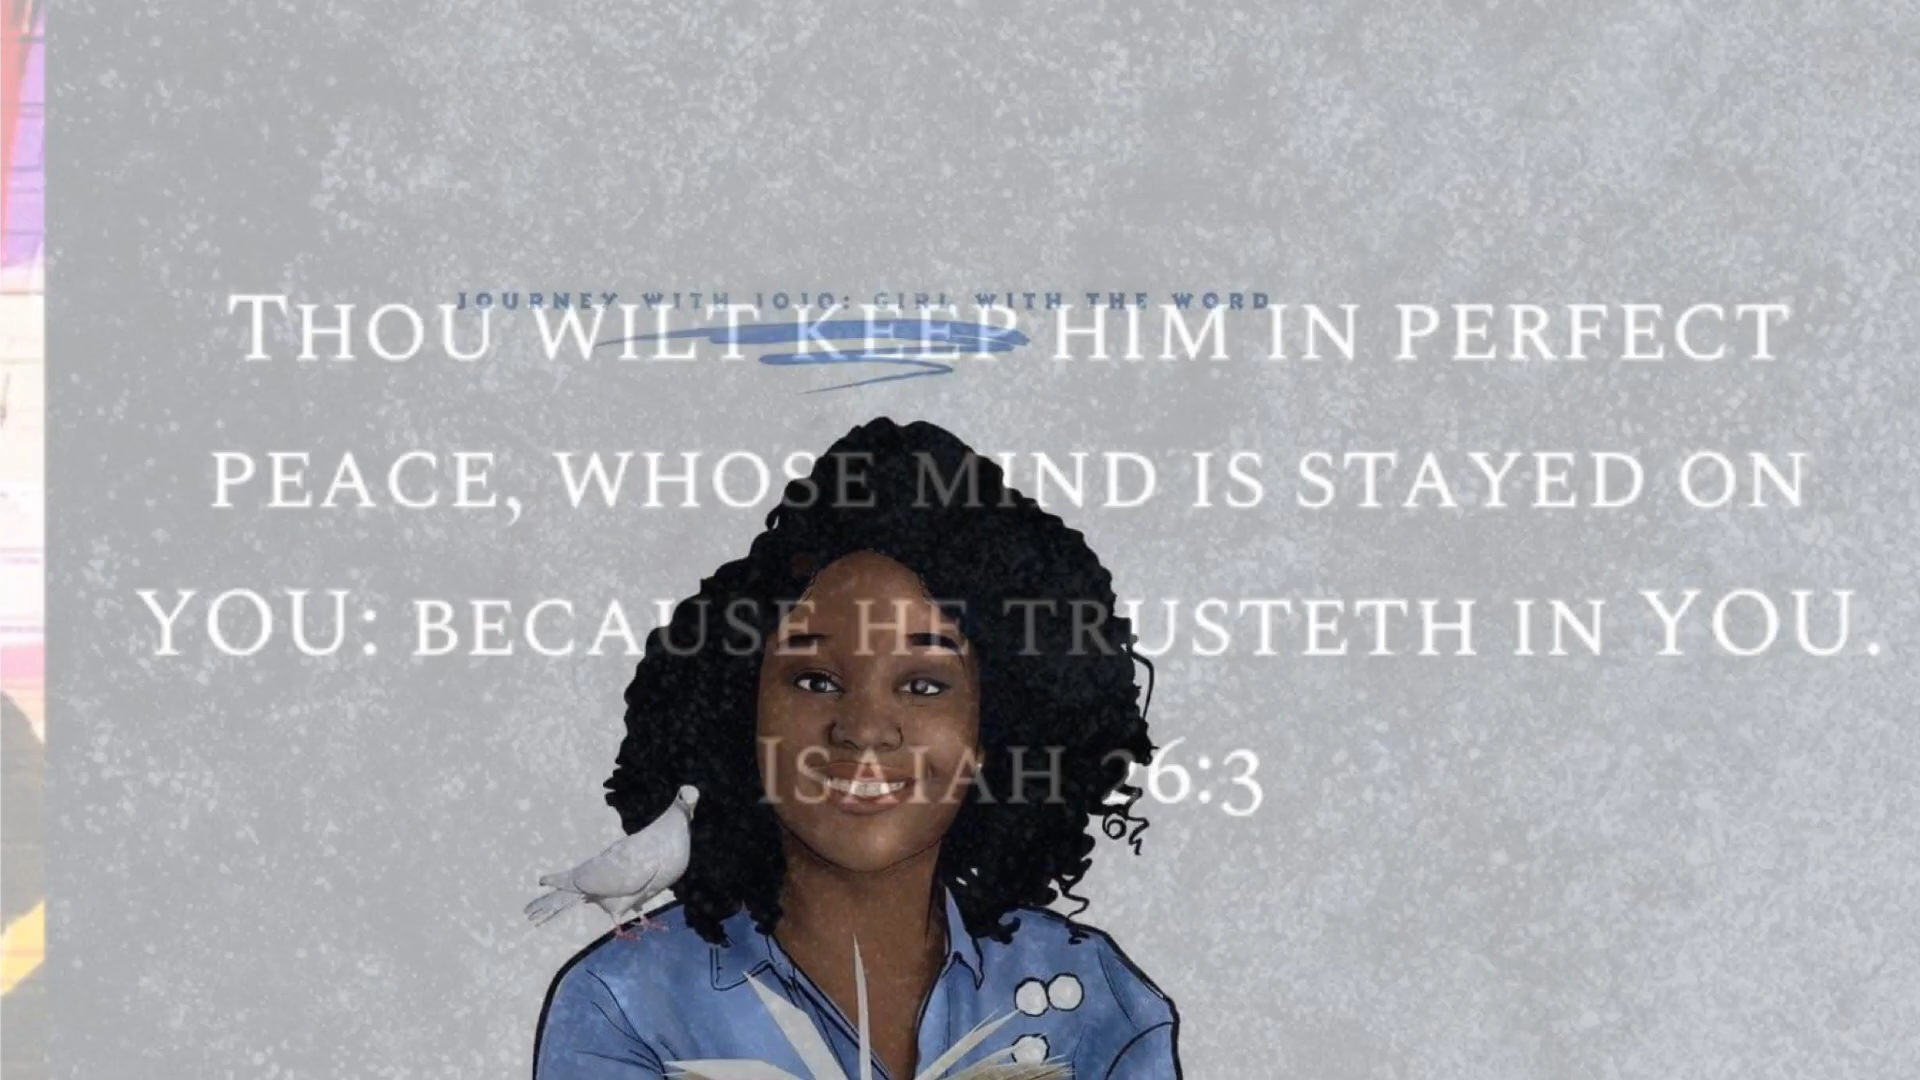 JOURNEY WITH JOJO: GIRL WITH THE WORD
THOU WILT KEEP HIM IN PERFECT
PEACE, WHOSE MIND IS STAYED ON
YOU: BECAUSE HE TRUSTETH IN YOU.
ISAIAH 26:3